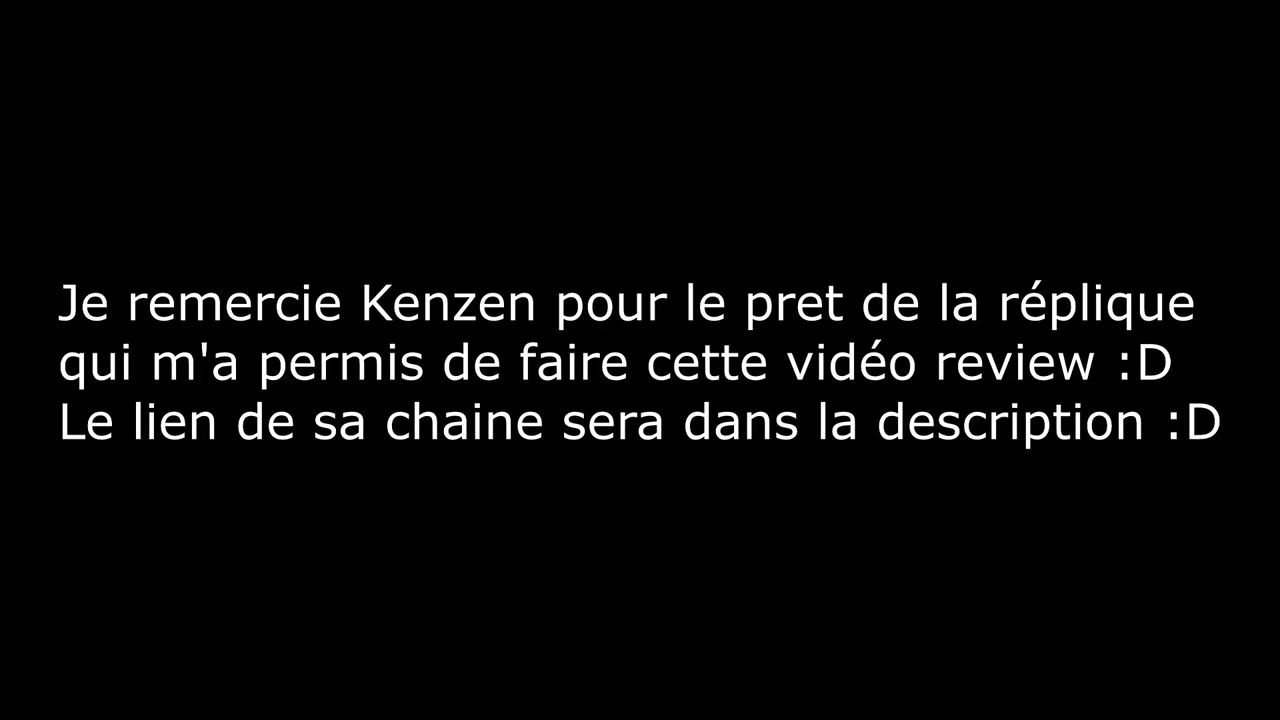 Je remercie Kenzen pour le pret de la réplique
qui m'a permis de faire cette vidéo review :D
Le lien de sa chaine sera dans la description :D